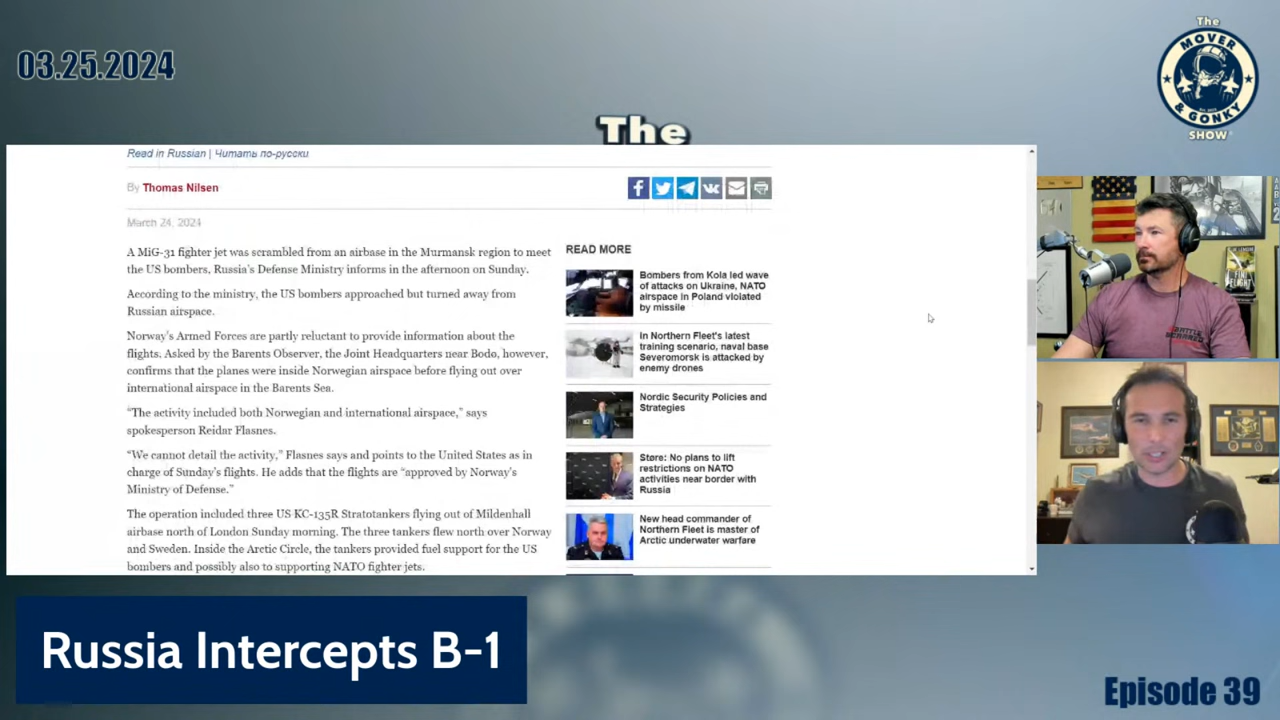 03.25.2024
The
MOVER
& GONKY
SHOW
The
Read in Russian | Читать по-русски
By Thomas Nilsen
March 24, 2024
A MiG-31 fighter jet was scrambled from an airbase in the Murmansk region to meet
the US bombers, Russia's Defense Ministry informs in the afternoon on Sunday.
According to the ministry, the US bombers approached but turned away from
Russian airspace.
Norway's Armed Forces are partly reluctant to provide information about the
flights. Asked by the Barents Observer, the Joint Headquarters near Bodø, however,
confirms that the planes were inside Norwegian airspace before flying out over
international airspace in the Barents Sea.
“The activity included both Norwegian and international airspace,” says
spokesperson Reidar Flasnes.
“We cannot detail the activity,” Flasnes says and points to the United States as in
charge of Sunday's flights. He adds that the flights are “approved by Norway's
Ministry of Defense.”
The operation included three US KC-135R Stratotankers flying out of Mildenhall
airbase north of London Sunday morning. The three tankers flew north over Norway
and Sweden. Inside the Arctic Circle, the tankers provided fuel support for the US
bombers and possibly also to supporting NATO fighter jets.
READ MORE
Bombers from Kola led wave
of attacks on Ukraine, NATO
airspace in Poland violated
by missile
In Northern Fleet's latest
training scenario, naval base
Severomorsk is attacked by
enemy drones
Nordic Security Policies and
Strategies
Støre: No plans to lift
restrictions on NATO
activities near border with
Russia
New head commander of
Northern Fleet is master of
Arctic underwater warfare
FINI
FLIGHT
Russia Intercepts B-1
Episode 39